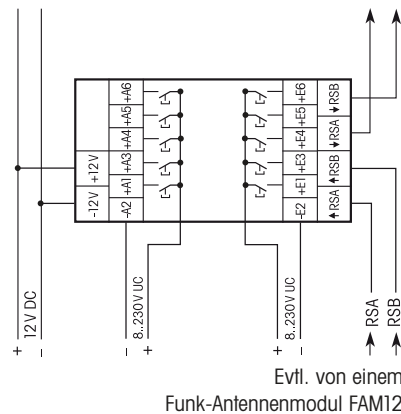 +A6
+A5
+A4
+A3
+A1
-A2
+12V
-12V
+E6
+E5
+E4
+E3
+E1
-E2
RSB
RSA
RSB
RSA
12V DC
+ –
8..230V UC
– +
8..230V UC
+ –
RSA
RSB
Evtl. von einem
Funk-Antennenmodul FAM12